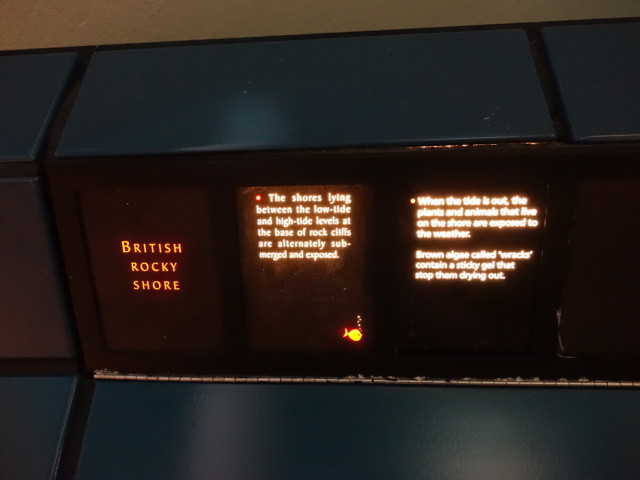 BRITISH
ROCKY
SHORE
• The shores lying
between the low-tide
and high-tide levels at
the base of rock cliffs
are alternately sub-
merged and exposed.
• When the tide is out, the
plants and animals that live
on the shore are exposed to
the weather.
Brown algae called 'wracks'
contain a sticky gel that
stop them drying out.